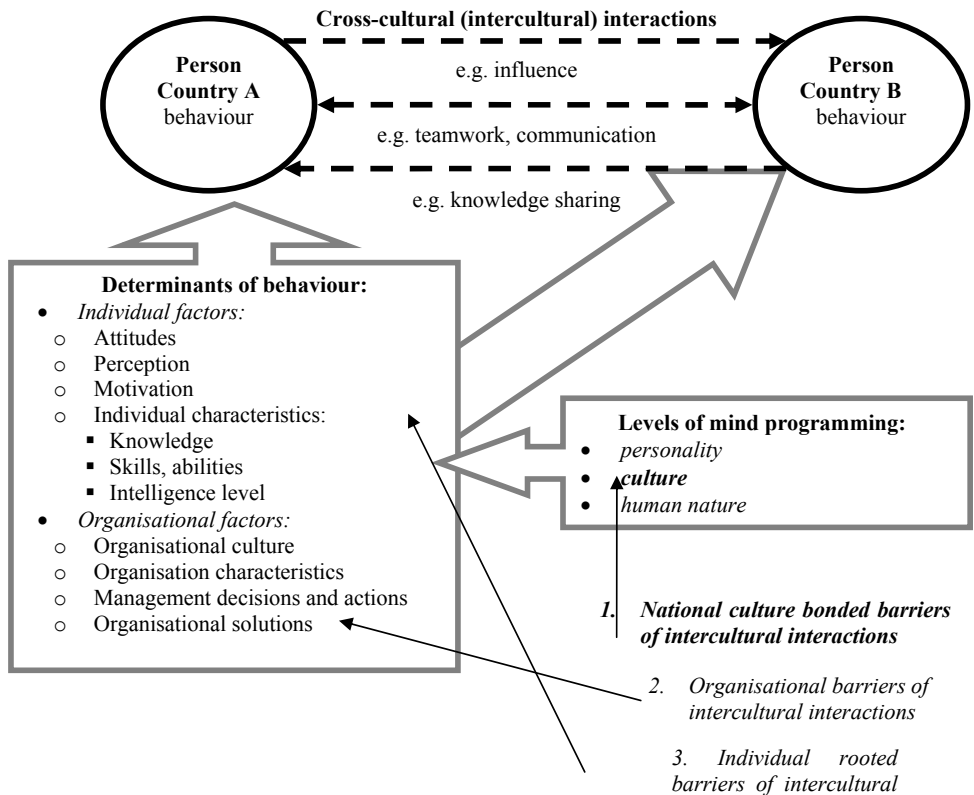 Cross-cultural (intercultural) interactions
Person
Country A
behaviour
e.g. influence
e.g. teamwork, communication
e.g. knowledge sharing
Person
Country B
behaviour
Determinants of behaviour:
• Individual factors:
o Attitudes
o Perception
o Motivation
o Individual characteristics:
▪ Knowledge
▪ Skills, abilities
▪ Intelligence level
• Organisational factors:
o Organisational culture
o Organisation characteristics
o Management decisions and actions
o Organisational solutions
Levels of mind programming:
• personality
• culture
• human nature
1. National culture bonded barriers
of intercultural interactions
2. Organisational barriers of
intercultural interactions
3. Individual rooted
barriers of intercultural